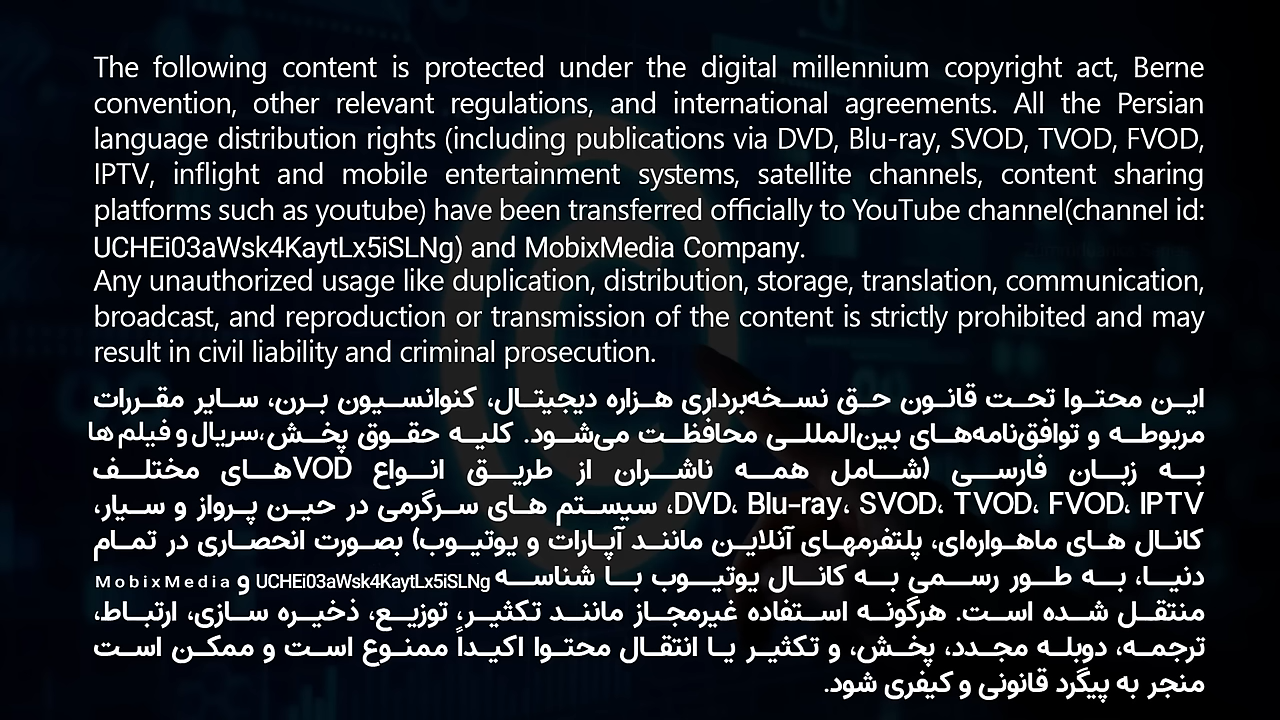 The following content is protected under the digital millennium copyright act, Berne
convention, other relevant regulations, and international agreements. All the Persian
language distribution rights (including publications via DVD, Blu-ray, SVOD, TVOD, FVOD,
IPTV, inflight and mobile entertainment systems, satellite channels, content sharing
platforms such as youtube) have been transferred officially to YouTube channel(channel id:
UCHEi03aWsk4KaytLx5iSLNg) and MobixMedia Company.
Any unauthorized usage like duplication, distribution, storage, translation, communication,
broadcast, and reproduction or transmission of the content is strictly prohibited and may
result in civil liability and criminal prosecution.
این محتوا تحت قانون حق نسخه‌برداری هزاره دیجیتال، کنوانسیون برن، سایر مقررات
مربوطه و توافق‌نامه‌های بین‌المللی محافظت می‌شود. کلیه حقوق پخش،سریال و فیلم ها
به زبان فارسی (شامل همه ناشران از طریق انواع VODهای مختلف
DVD، Blu-ray، SVOD، TVOD، FVOD، IPTV، سیستم های سرگرمی در حین پرواز و سیار،
کانال های ماهواره‌ای، پلتفرمهای آنلاین مانند آپارات و یوتیوب) بصورت انحصاری در تمام
دنیا، به طور رسمی به کانال یوتیوب با شناسه UCHEi03aWsk4KaytLx5iSLNg و MobixMedia
منتقل شده است. هرگونه استفاده غیرمجاز مانند تکثیر، توزیع، ذخیره سازی، ارتباط،
ترجمه، دوبله مجدد، پخش، و تکثیر یا انتقال محتوا اکیداً ممنوع است و ممکن است
منجر به پیگرد قانونی و کیفری شود.